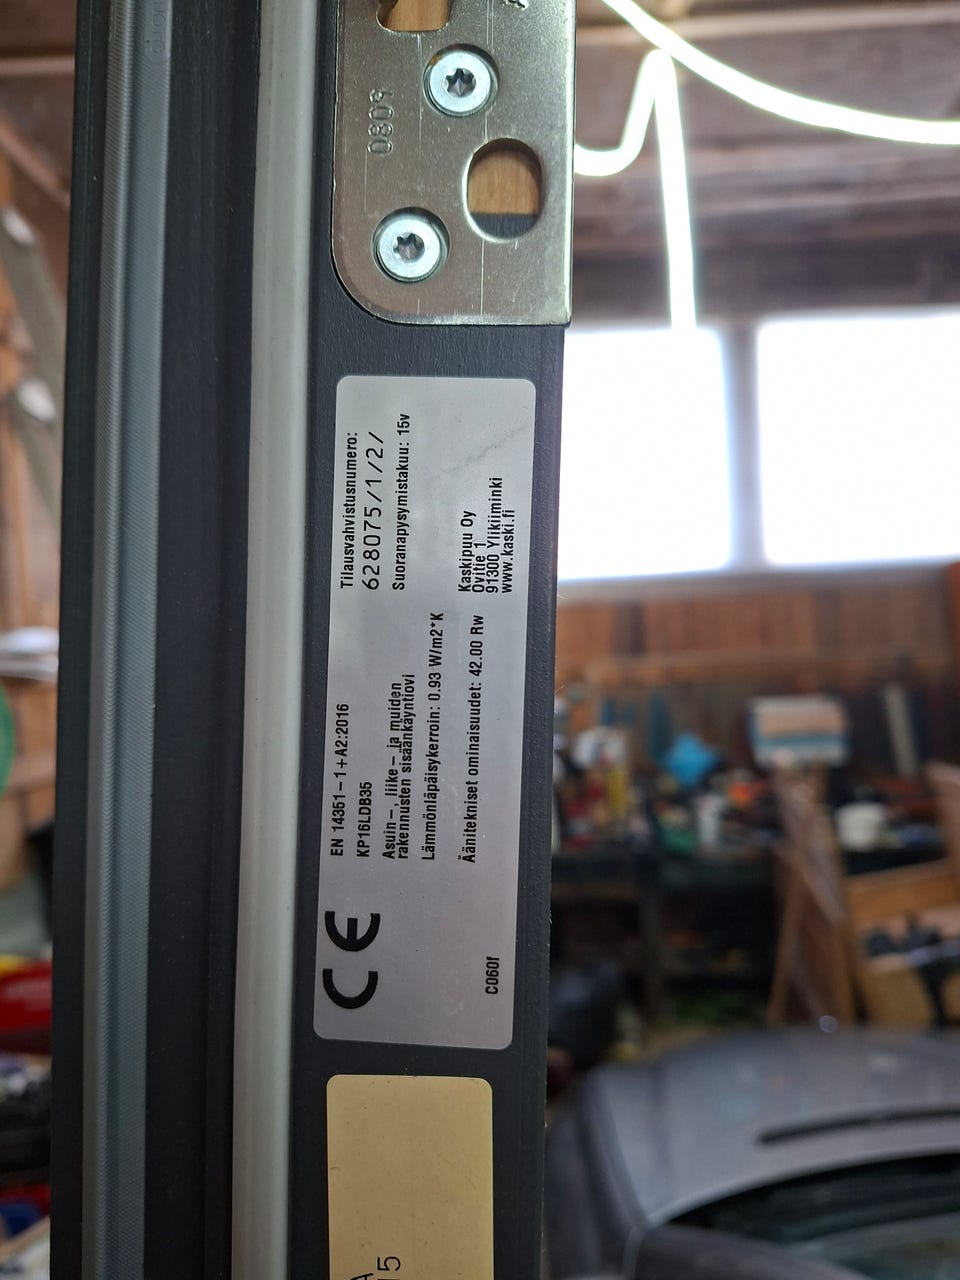 0809
CE
EN 14351-1+A2:2016
KP16LDB35
Asuin-, liike- ja muiden
rakennusten sisäänkäyntiovi
Lämmönläpäisykerroin: 0.93 W/m2*K
Äänitekniset ominaisuudet: 42.00 Rw
C060f
Tilausvahvistusnumero:
628075/1/2/
Suoranapysymistakuu: 15v
Kaskipuu Oy
Ovitie 1
91300 Ylikiiminki
www.kaski.fi
A
15